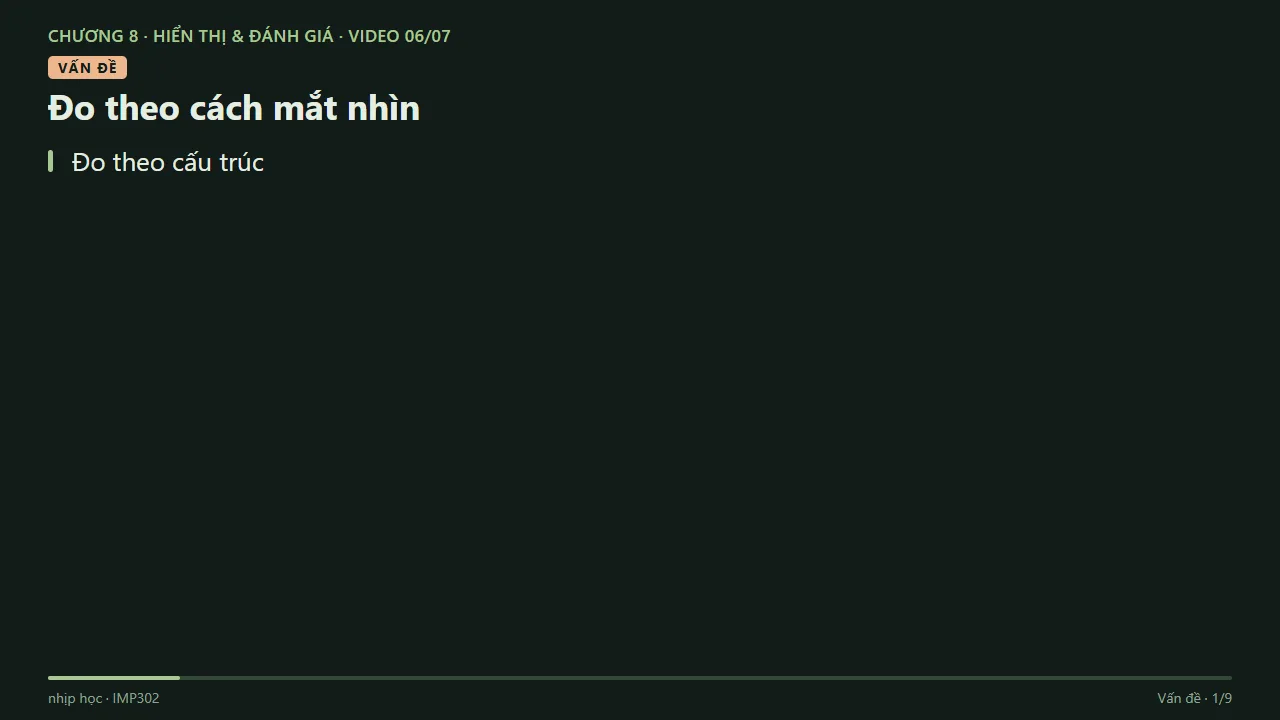 CHƯƠNG 8 · HIỂN THỊ & ĐÁNH GIÁ · VIDEO 06/07
VẤN ĐỀ
Đo theo cách mắt nhìn
Đo theo cấu trúc
nhịp học · IMP302
Vấn đề · 1/9